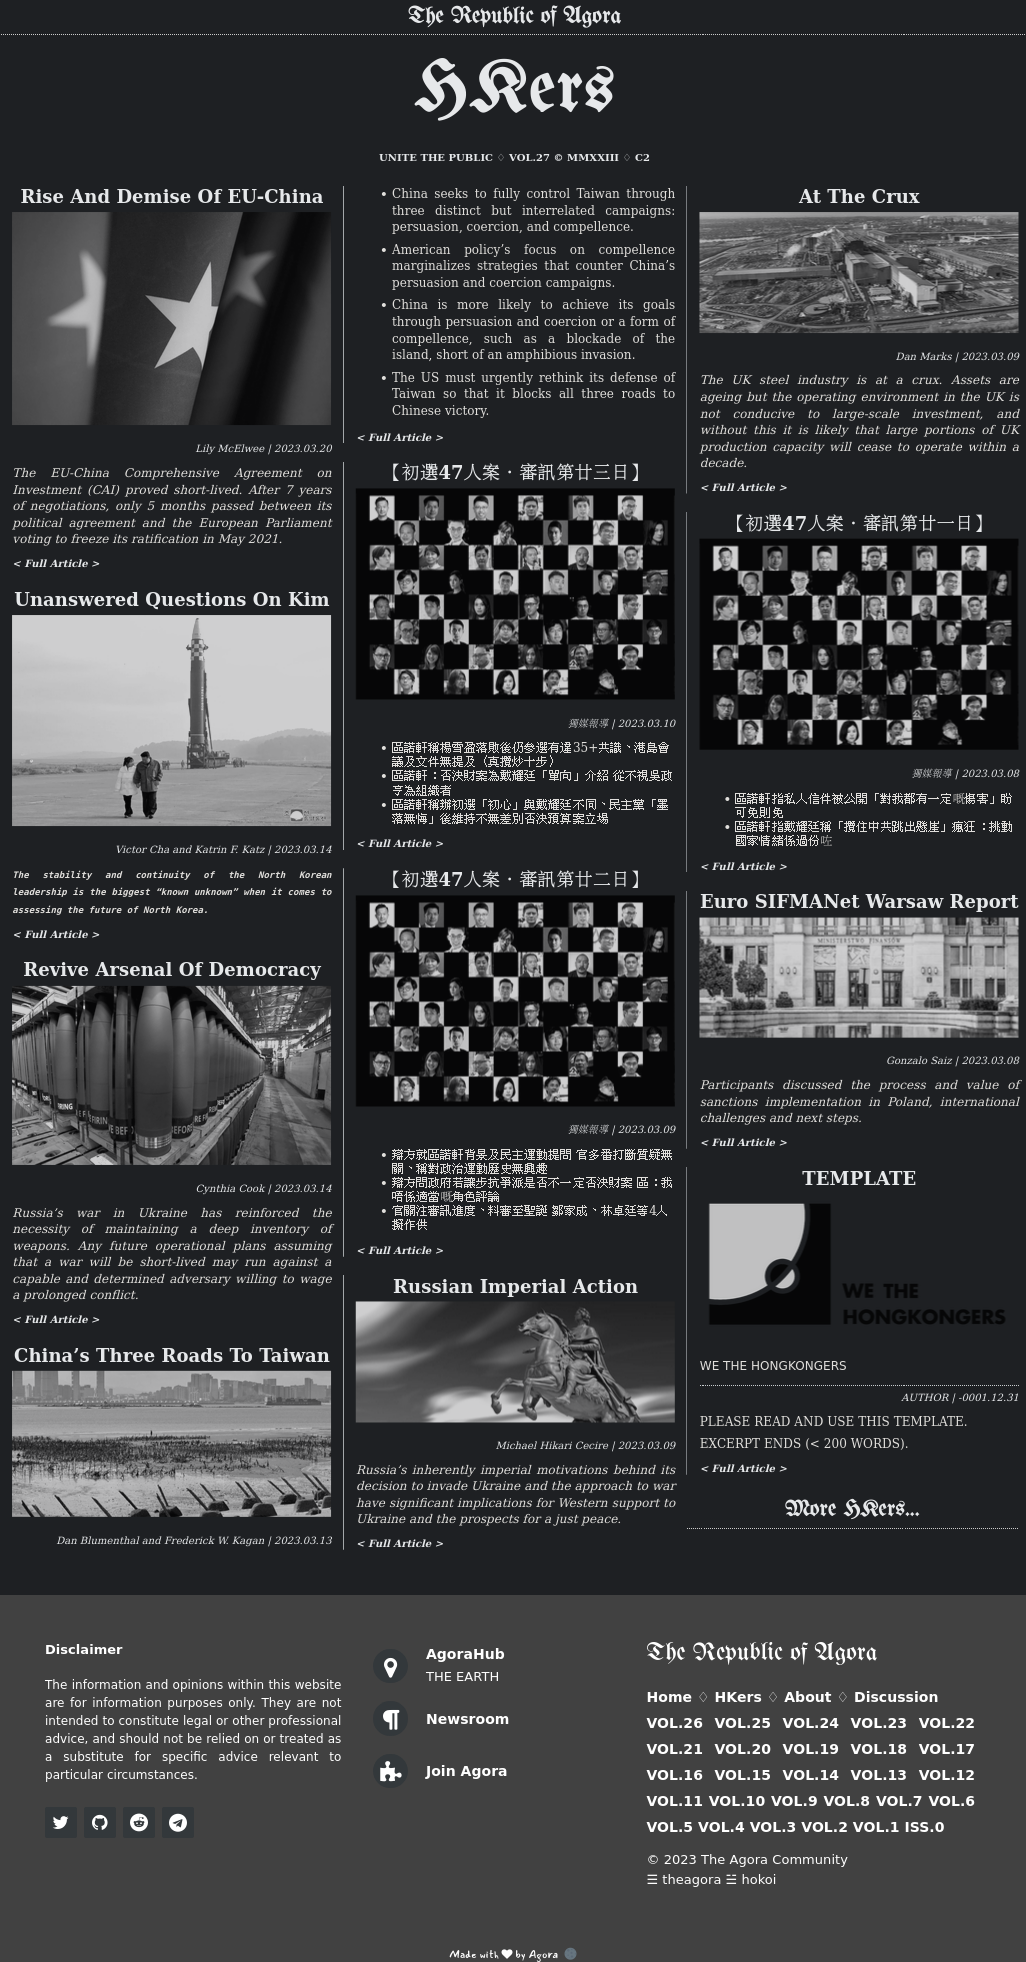 The Republic of Agora
HKers
UNITE THE PUBLIC ♢ VOL.27 © MMXXIII ♢ C2
Rise And Demise Of EU-China
Lily McElwee | 2023.03.20
The EU-China Comprehensive Agreement on
Investment (CAI) proved short-lived. After 7 years
of negotiations, only 5 months passed between its
political agreement and the European Parliament
voting to freeze its ratification in May 2021.
< Full Article >
Unanswered Questions On Kim
Victor Cha and Katrin F. Katz | 2023.03.14
The stability and continuity of the North Korean
leadership is the biggest “known unknown” when it comes to
assessing the future of North Korea.
< Full Article >
Revive Arsenal Of Democracy
Cynthia Cook | 2023.03.14
Russia’s war in Ukraine has reinforced the
necessity of maintaining a deep inventory of
weapons. Any future operational plans assuming
that a war will be short-lived may run against a
capable and determined adversary willing to wage
a prolonged conflict.
< Full Article >
China’s Three Roads To Taiwan
Dan Blumenthal and Frederick W. Kagan | 2023.03.13
• China seeks to fully control Taiwan through
three distinct but interrelated campaigns:
persuasion, coercion, and compellence.
• American policy’s focus on compellence
marginalizes strategies that counter China’s
persuasion and coercion campaigns.
• China is more likely to achieve its goals
through persuasion and coercion or a form of
compellence, such as a blockade of the
island, short of an amphibious invasion.
• The US must urgently rethink its defense of
Taiwan so that it blocks all three roads to
Chinese victory.
< Full Article >
【初選47人案・審訊第廿三日】
獨媒報導 | 2023.03.10
• 區諾軒稱楊雪盈落敗後仍參選有違35+共識、港島會
議及文件無提及〈真攬炒十步〉
• 區諾軒：否決財案為戴耀廷「單向」介紹 從不視吳政
亨為組織者
• 區諾軒稱辦初選「初心」與戴耀廷不同、民主黨「墨
落無悔」後維持不無差別否決預算案立場
< Full Article >
【初選47人案・審訊第廿二日】
獨媒報導 | 2023.03.09
• 辯方就區諾軒背景及民主運動提問 官多番打斷質疑無
關、稱對政治運動歷史無興趣
• 辯方問政府若讓步抗爭派是否不一定否決財案 區：我
唔係適當嘅角色評論
• 官關注審訊進度、料審至聖誕 鄒家成、林卓廷等4人
擬作供
< Full Article >
Russian Imperial Action
Michael Hikari Cecire | 2023.03.09
Russia’s inherently imperial motivations behind its
decision to invade Ukraine and the approach to war
have significant implications for Western support to
Ukraine and the prospects for a just peace.
< Full Article >
At The Crux
Dan Marks | 2023.03.09
The UK steel industry is at a crux. Assets are
ageing but the operating environment in the UK is
not conducive to large-scale investment, and
without this it is likely that large portions of UK
production capacity will cease to operate within a
decade.
< Full Article >
【初選47人案・審訊第廿一日】
獨媒報導 | 2023.03.08
• 區諾軒指私人信件被公開「對我都有一定嘅傷害」盼
可免則免
• 區諾軒指戴耀廷稱「攬住中共跳出懸崖」瘋狂 ：挑動
國家情緒係過份咗
< Full Article >
Euro SIFMANet Warsaw Report
MINISTERSTWO FINANSÓW
Gonzalo Saiz | 2023.03.08
Participants discussed the process and value of
sanctions implementation in Poland, international
challenges and next steps.
< Full Article >
TEMPLATE
WE THE
HONGKONGERS
WE THE HONGKONGERS
AUTHOR | -0001.12.31
PLEASE READ AND USE THIS TEMPLATE.
EXCERPT ENDS (< 200 WORDS).
< Full Article >
More HKers...
Disclaimer
The information and opinions within this website
are for information purposes only. They are not
intended to constitute legal or other professional
advice, and should not be relied on or treated as
a substitute for specific advice relevant to
particular circumstances.
AgoraHub
THE EARTH
Newsroom
Join Agora
The Republic of Agora
Home ♢ HKers ♢ About ♢ Discussion
VOL.26 VOL.25 VOL.24 VOL.23 VOL.22
VOL.21 VOL.20 VOL.19 VOL.18 VOL.17
VOL.16 VOL.15 VOL.14 VOL.13 VOL.12
VOL.11 VOL.10 VOL.9 VOL.8 VOL.7 VOL.6
VOL.5 VOL.4 VOL.3 VOL.2 VOL.1 ISS.0
© 2023 The Agora Community
☰ theagora ☱ hokoi
Made with ♥ by Agora